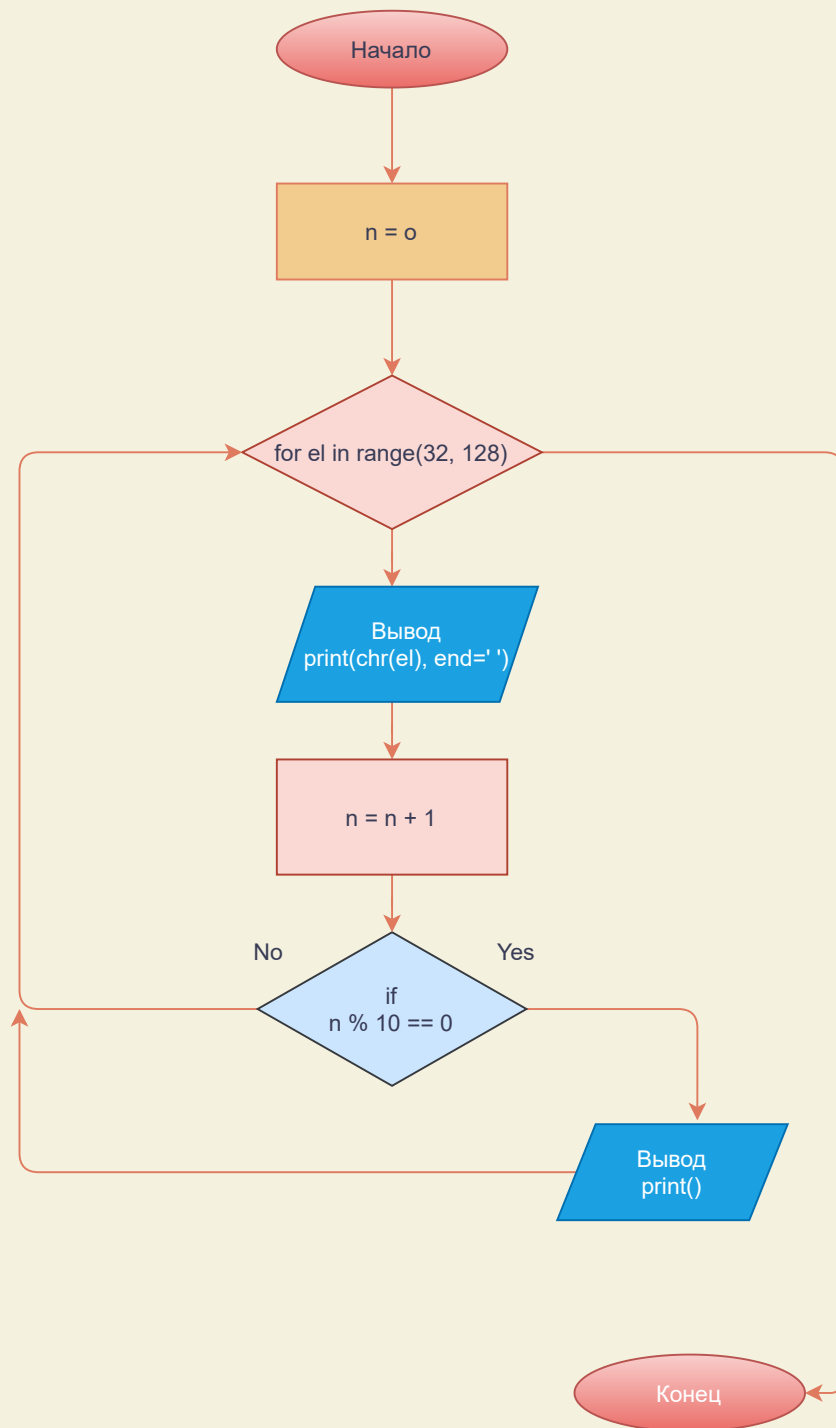 Начало
n = o
for el in range(32, 128)
Вывод
print(chr(el), end=' ')
n = n + 1
No
Yes
if
n % 10 == 0
Вывод
print()
Конец